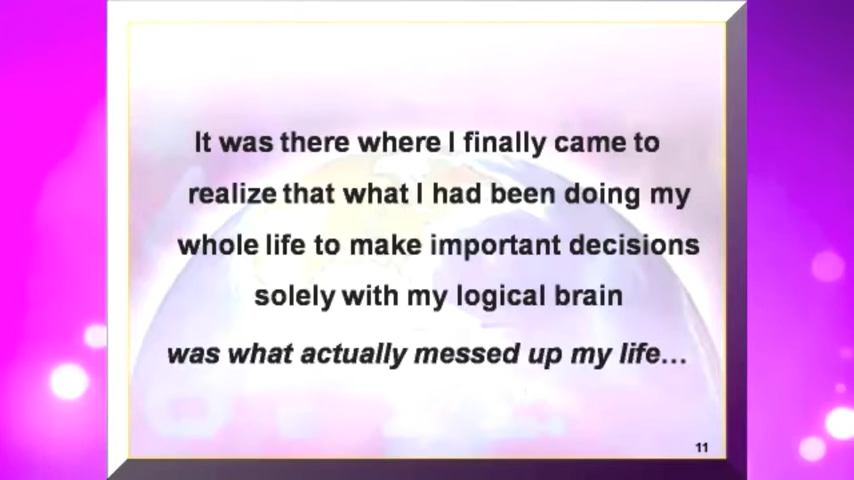 It was there where I finally came to
realize that what I had been doing my
whole life to make important decisions
solely with my logical brain
was what actually messed up my life...
11